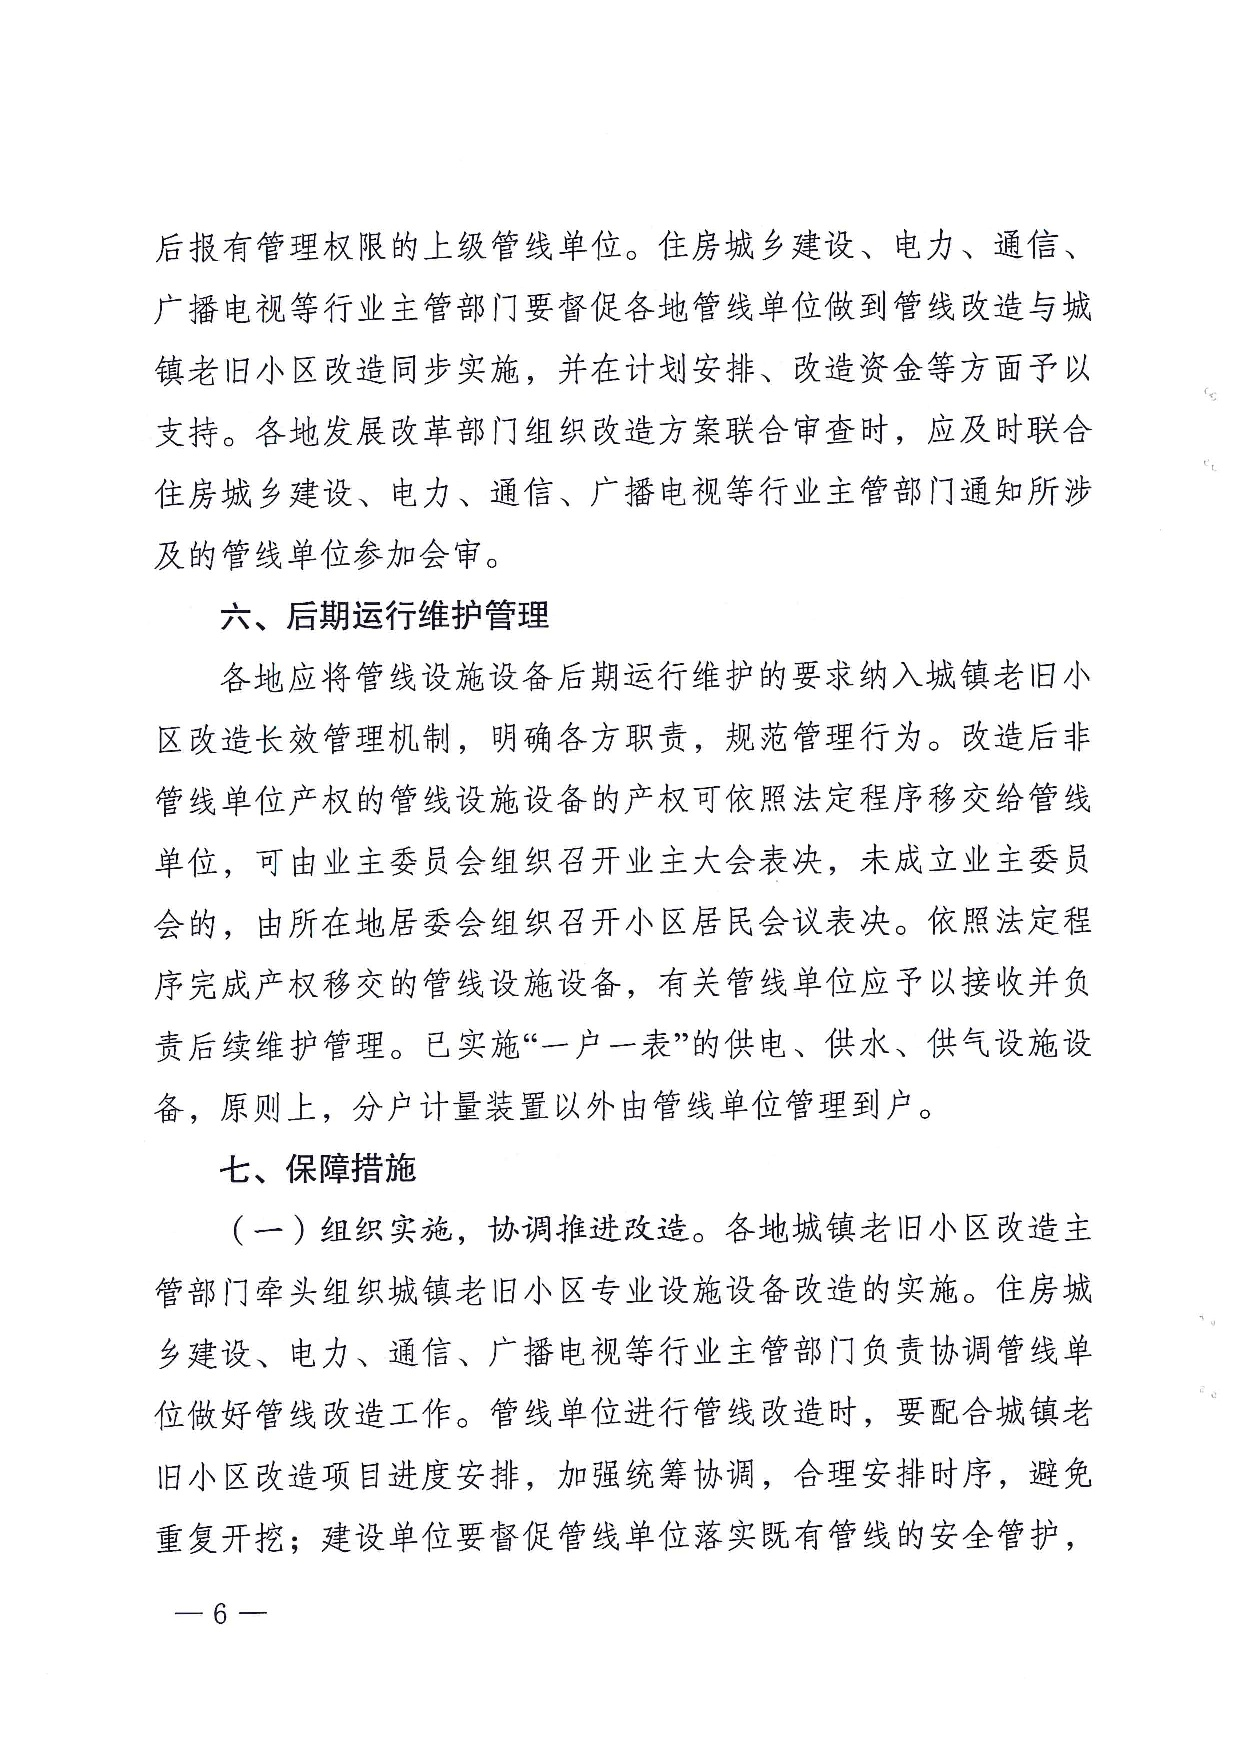 后报有管理权限的上级管线单位。住房城乡建设、电力、通信、
广播电视等行业主管部门要督促各地管线单位做到管线改造与城
镇老旧小区改造同步实施，并在计划安排、改造资金等方面予以
支持。各地发展改革部门组织改造方案联合审查时，应及时联合
住房城乡建设、电力、通信、广播电视等行业主管部门通知所涉
及的管线单位参加会审。
六、后期运行维护管理
各地应将管线设施设备后期运行维护的要求纳入城镇老旧小
区改造长效管理机制，明确各方职责，规范管理行为。改造后非
管线单位产权的管线设施设备的产权可依照法定程序移交给管线
单位，可由业主委员会组织召开业主大会表决，未成立业主委员
会的，由所在地居委会组织召开小区居民会议表决。依照法定程
序完成产权移交的管线设施设备，有关管线单位应予以接收并负
责后续维护管理。已实施“一户一表”的供电、供水、供气设施设
备，原则上，分户计量装置以外由管线单位管理到户。
七、保障措施
（一）组织实施，协调推进改造。各地城镇老旧小区改造主
管部门牵头组织城镇老旧小区专业设施设备改造的实施。住房城
乡建设、电力、通信、广播电视等行业主管部门负责协调管线单
位做好管线改造工作。管线单位进行管线改造时，要配合城镇老
旧小区改造项目进度安排，加强统筹协调，合理安排时序，避免
重复开挖；建设单位要督促管线单位落实既有管线的安全管护，
— 6 —